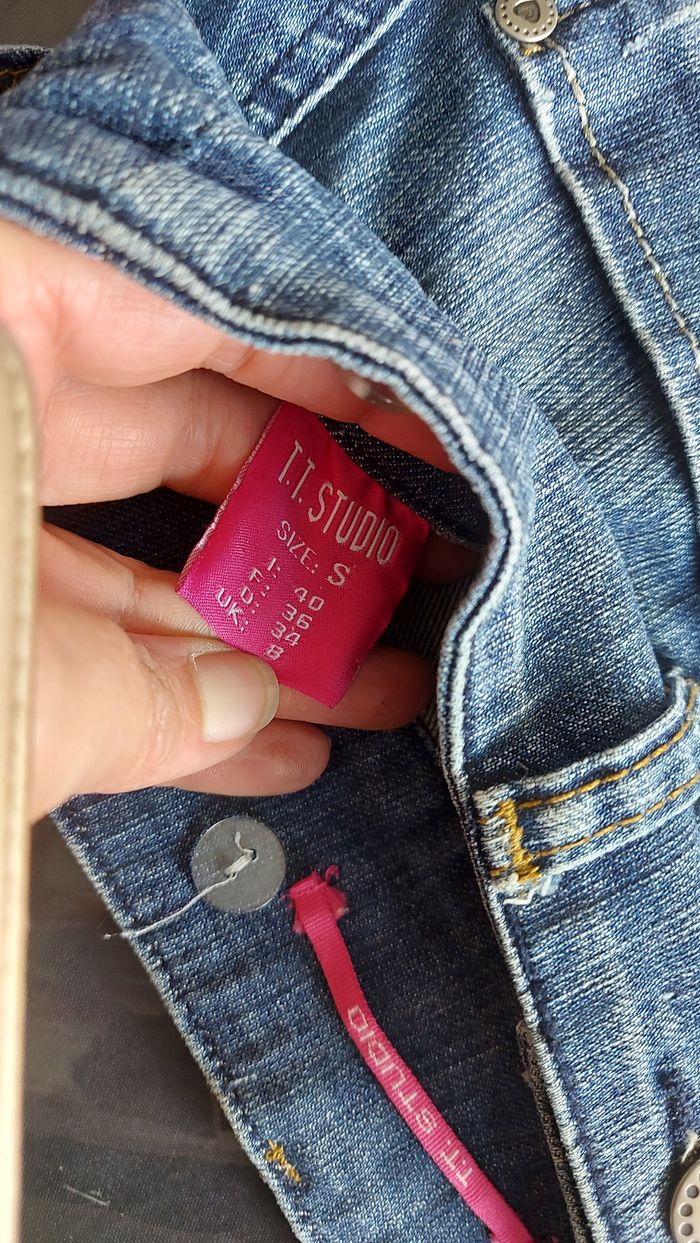 T.T. STUDIO
SIZE: S
I: 40
F: 36
D: 34
UK: 8
T.T. STUDIO